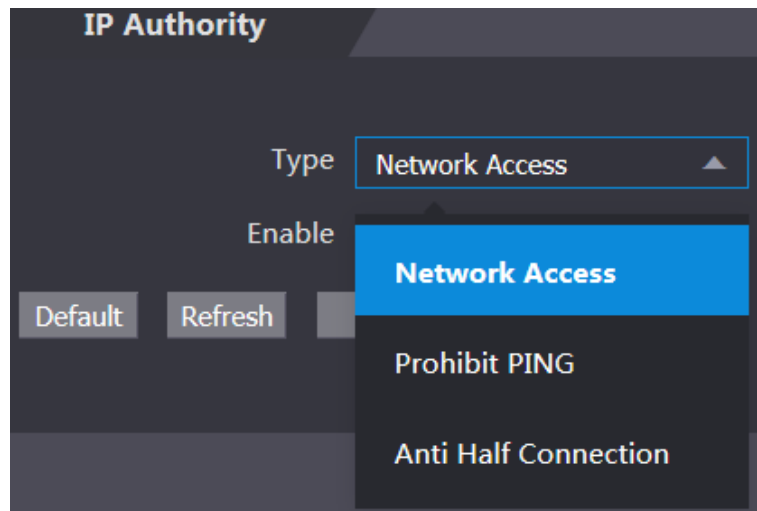 IP Authority
Type Network Access
Enable
Network Access
Default Refresh
Prohibit PING
Anti Half Connection